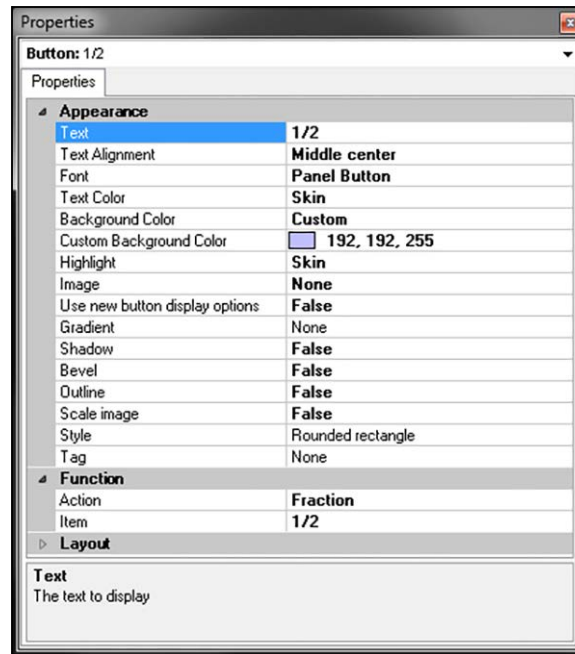 Properties
Button: 1/2
Properties
Appearance
Text 1/2
Text Alignment Middle center
Font Panel Button
Text Color Skin
Background Color Custom
Custom Background Color 192, 192, 255
Highlight Skin
Image None
Use new button display options False
Gradient None
Shadow False
Bevel False
Outline False
Scale image False
Style Rounded rectangle
Tag None
Function
Action Fraction
Item 1/2
Layout
Text
The text to display